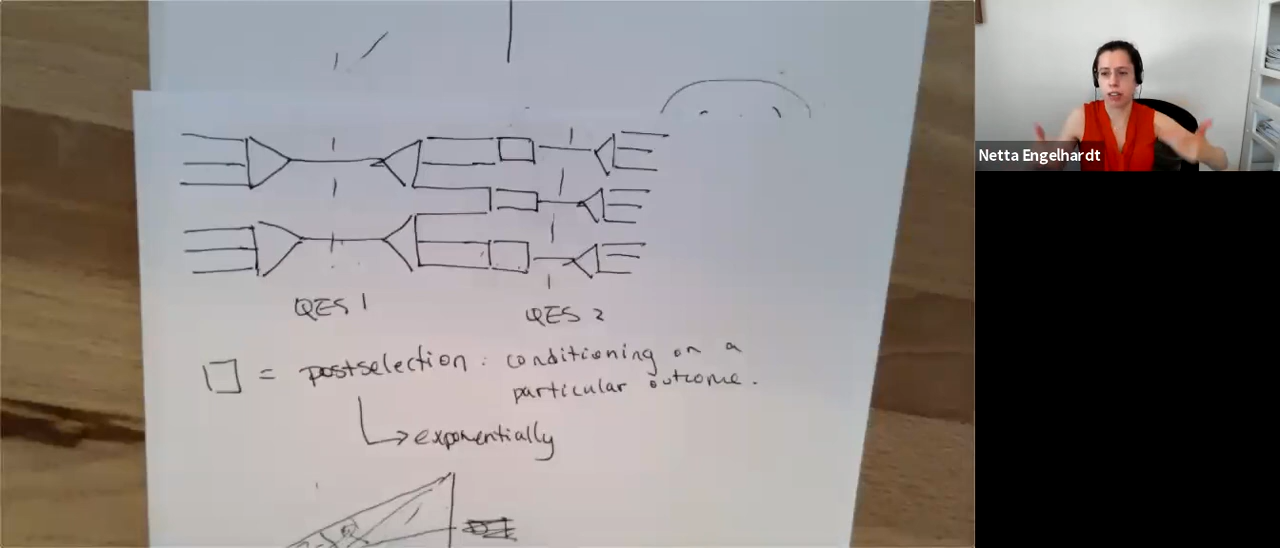 Netta Engelhardt
QES 1
QES 2
□ = postselection : conditioning on a
particular outcome.
→ exponentially